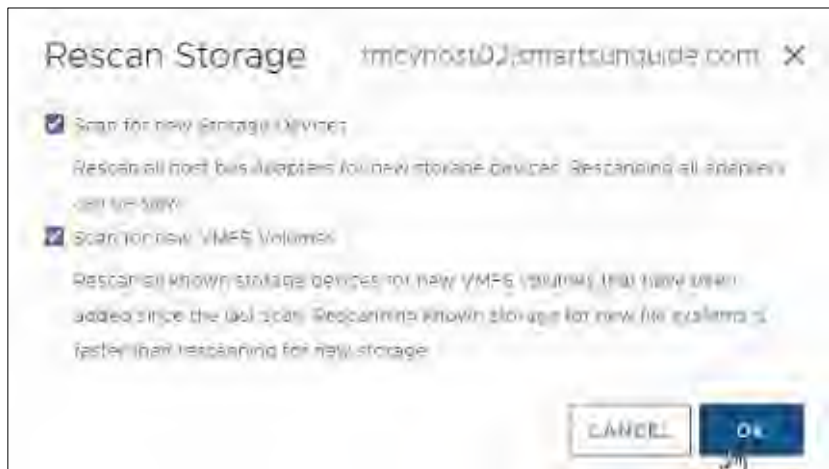 Rescan Storage
Scan for new Storage Devices
Rescan all host bus adapters for new storage devices. Rescanning all adapters
can be slow.
Scan for new VMFS Volumes
Rescan all known storage devices for new VMFS volumes that have been
added since the last scan. Rescanning known storage for new file systems is
faster than rescanning for new storage.
CANCEL OK